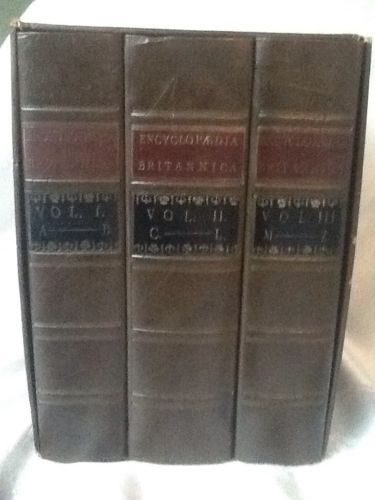 VOL. I.
A — B
ENCYCLOPÆDIA
BRITANNICA
VOL. II.
C — L
VOL. III
M — Z